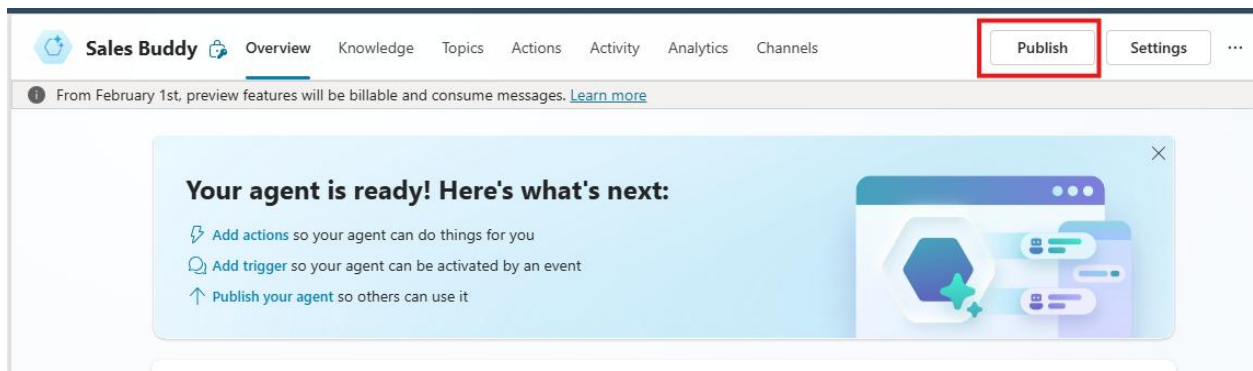 Sales Buddy Overview Knowledge Topics Actions Activity Analytics Channels Publish Settings ...
From February 1st, preview features will be billable and consume messages. Learn more
Your agent is ready! Here's what's next:
Add actions so your agent can do things for you
Add trigger so your agent can be activated by an event
Publish your agent so others can use it